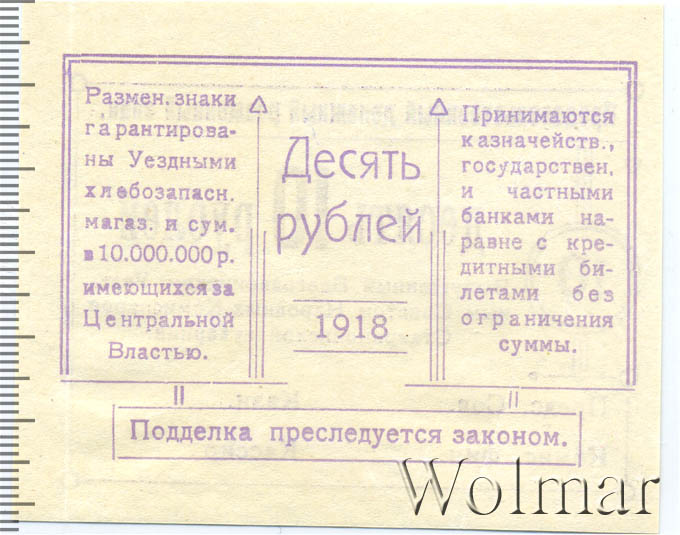 Размен. знаки
гарантирова-
ны Уездными
хлебозапасн.
магаз. и сум.
в 10.000.000 р.
имеющихся за
Центральной
Властью.
Десять
рублей
1918
Принимаются
казначейств.,
государствен.
и частными
банками на-
равне с кре-
дитными би-
летами без
ограничения
суммы.
Подделка преследуется законом.
Wolmar